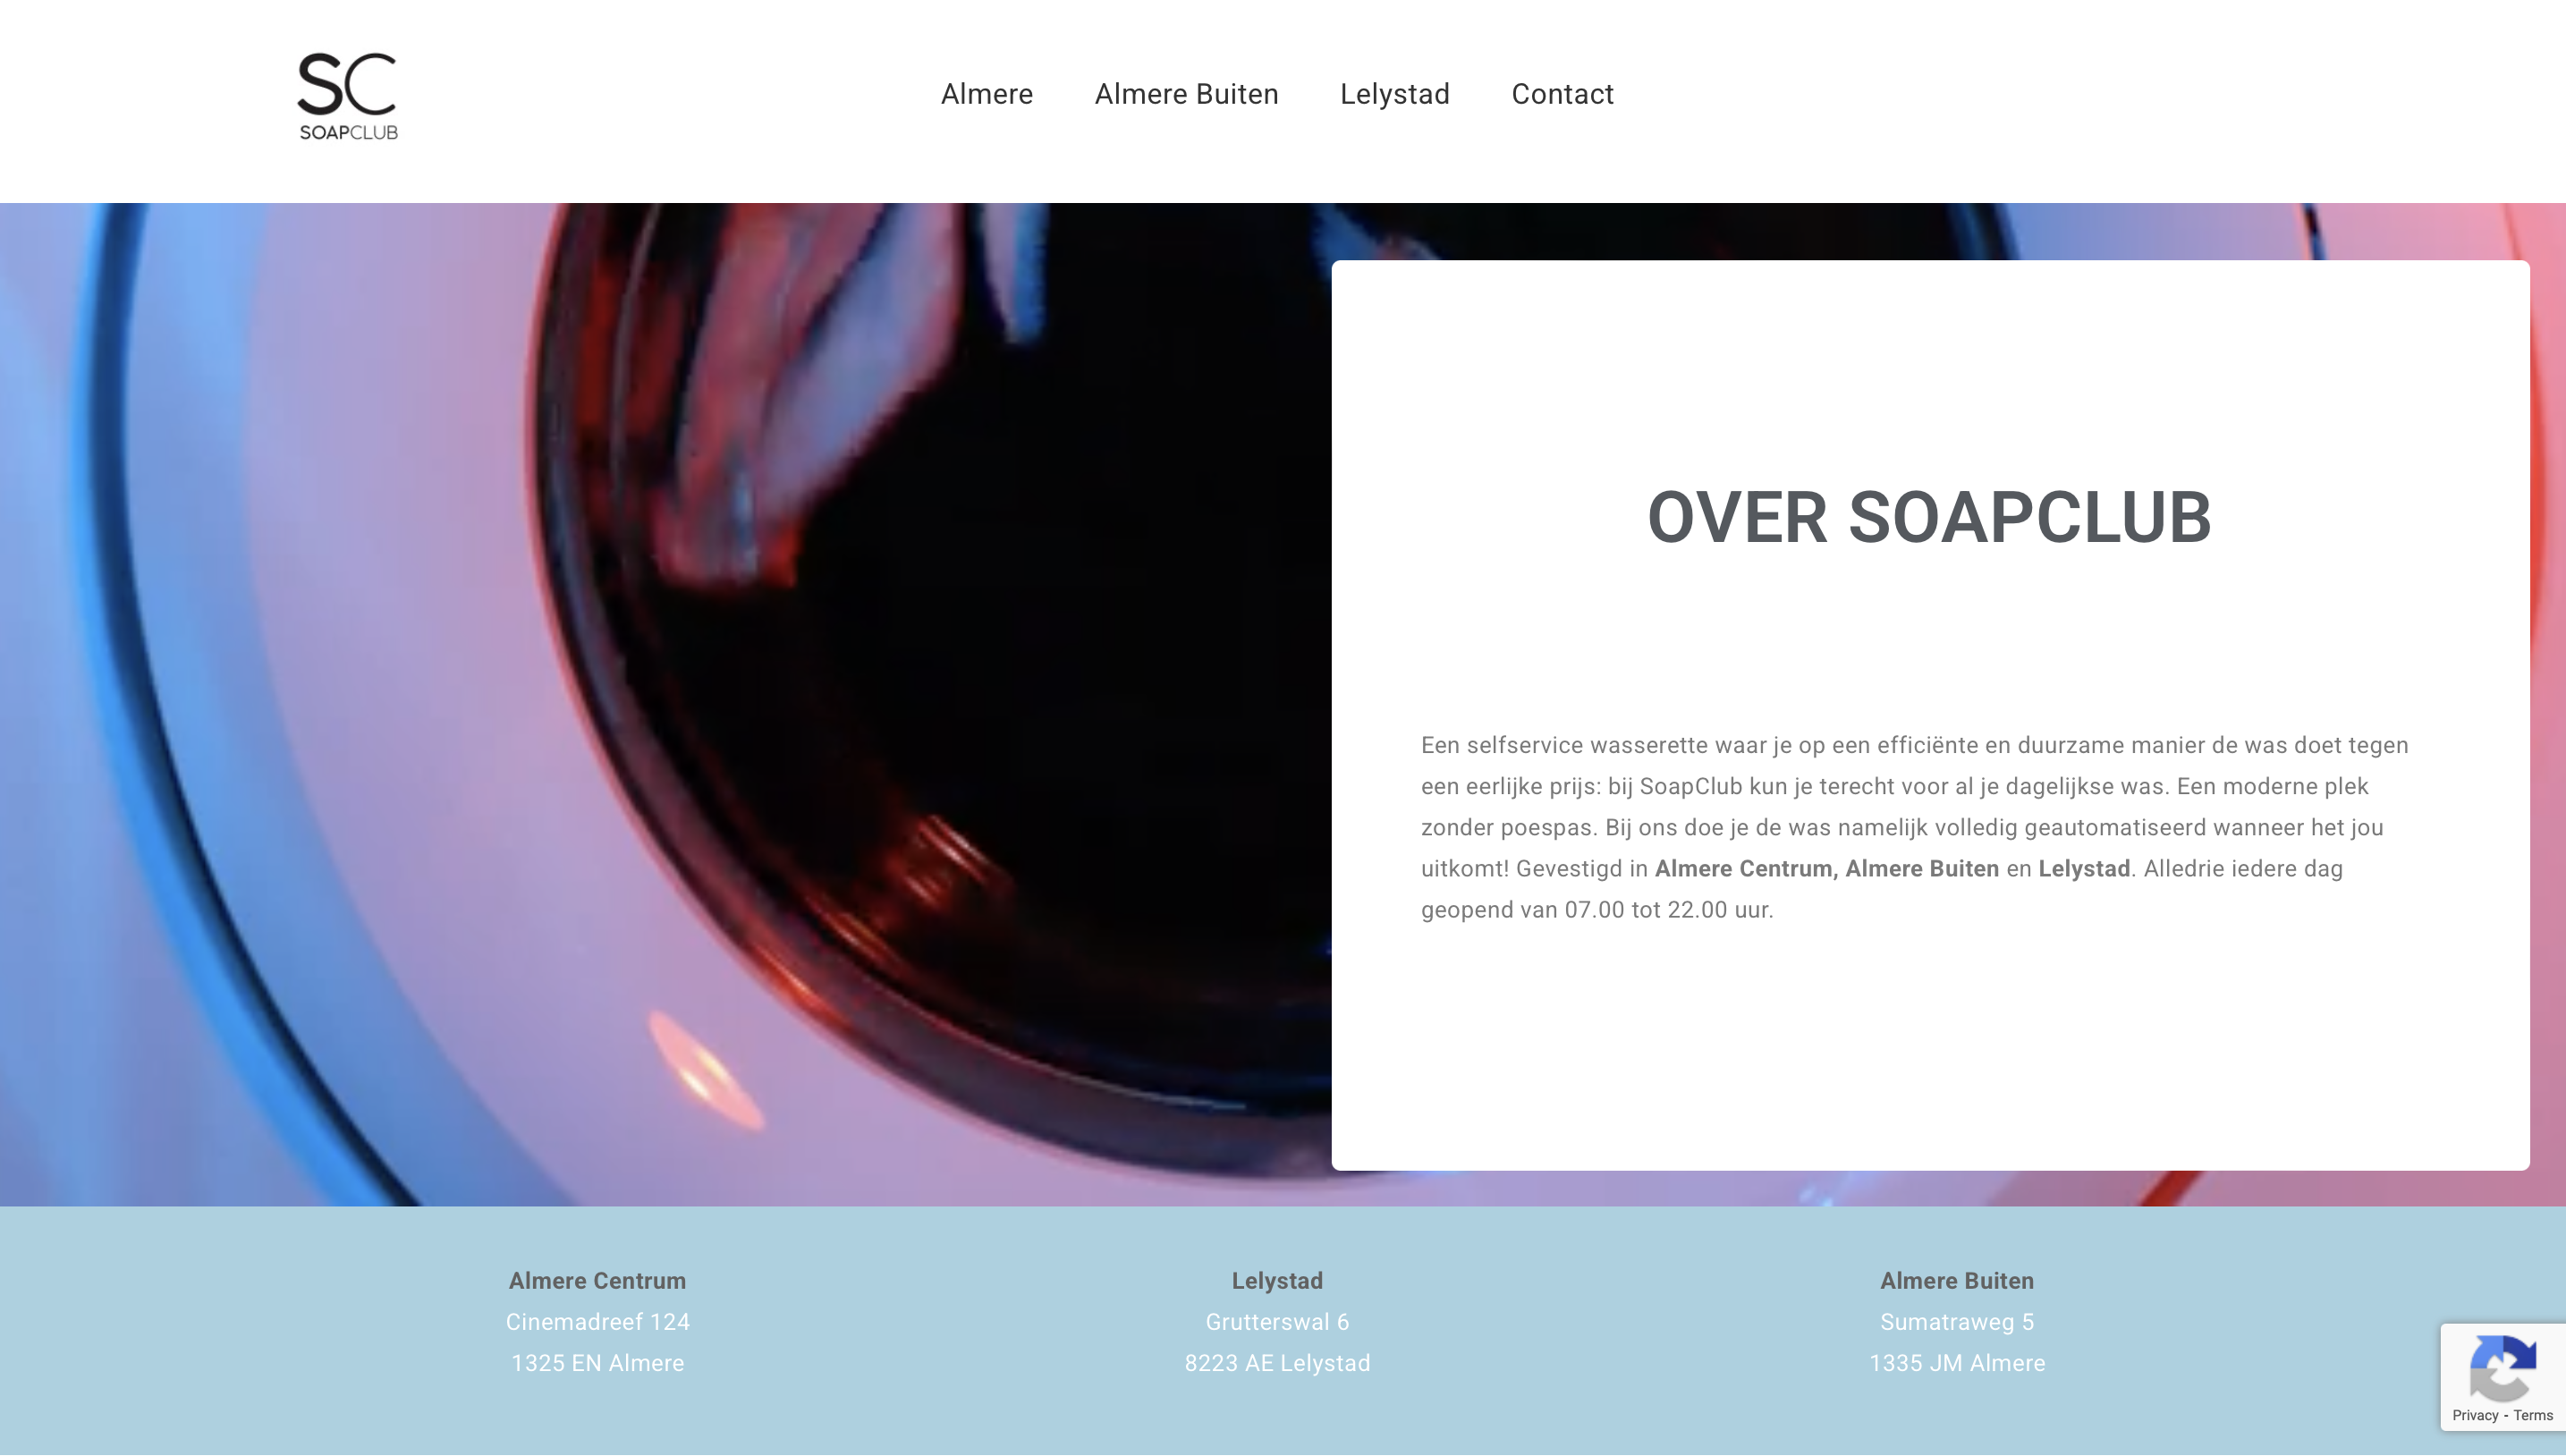 SC
SOAPCLUB
Almere Almere Buiten Lelystad Contact
OVER SOAPCLUB
Een selfservice wasserette waar je op een efficiënte en duurzame manier de was doet tegen
een eerlijke prijs: bij SoapClub kun je terecht voor al je dagelijkse was. Een moderne plek
zonder poespas. Bij ons doe je de was namelijk volledig geautomatiseerd wanneer het jou
uitkomt! Gevestigd in Almere Centrum, Almere Buiten en Lelystad. Alledrie iedere dag
geopend van 07.00 tot 22.00 uur.
Almere Centrum
Cinemadreef 124
1325 EN Almere
Lelystad
Grutterswal 6
8223 AE Lelystad
Almere Buiten
Sumatraweg 5
1335 JM Almere
Privacy - Terms